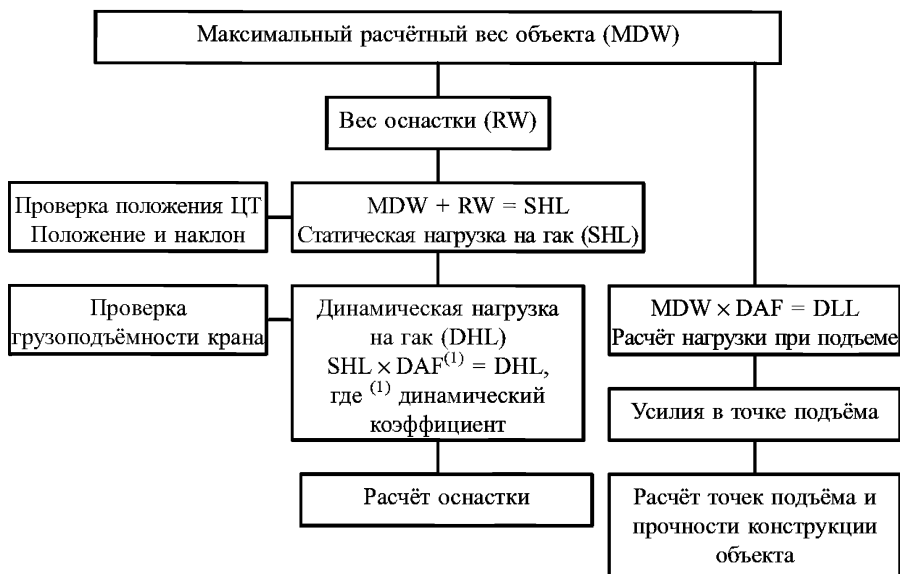 Максимальный расчётный вес объекта (MDW)
Вес оснастки (RW)
Проверка положения ЦТ
Положение и наклон
MDW + RW = SHL
Статическая нагрузка на гак (SHL)
Проверка
грузоподъёмности крана
Динамическая нагрузка
на гак (DHL)
SHL × DAF⁽¹⁾ = DHL,
где ⁽¹⁾ динамический
коэффициент
MDW × DAF = DLL
Расчёт нагрузки при подъеме
Усилия в точке подъёма
Расчёт оснастки
Расчёт точек подъёма и
прочности конструкции
объекта